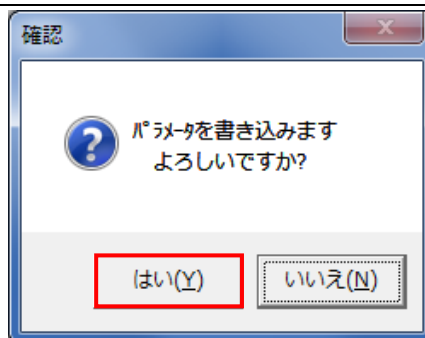 確認
x
ﾊﾟﾗﾒｰﾀを書き込みます
よろしいですか?
はい(Y)
いいえ(N)